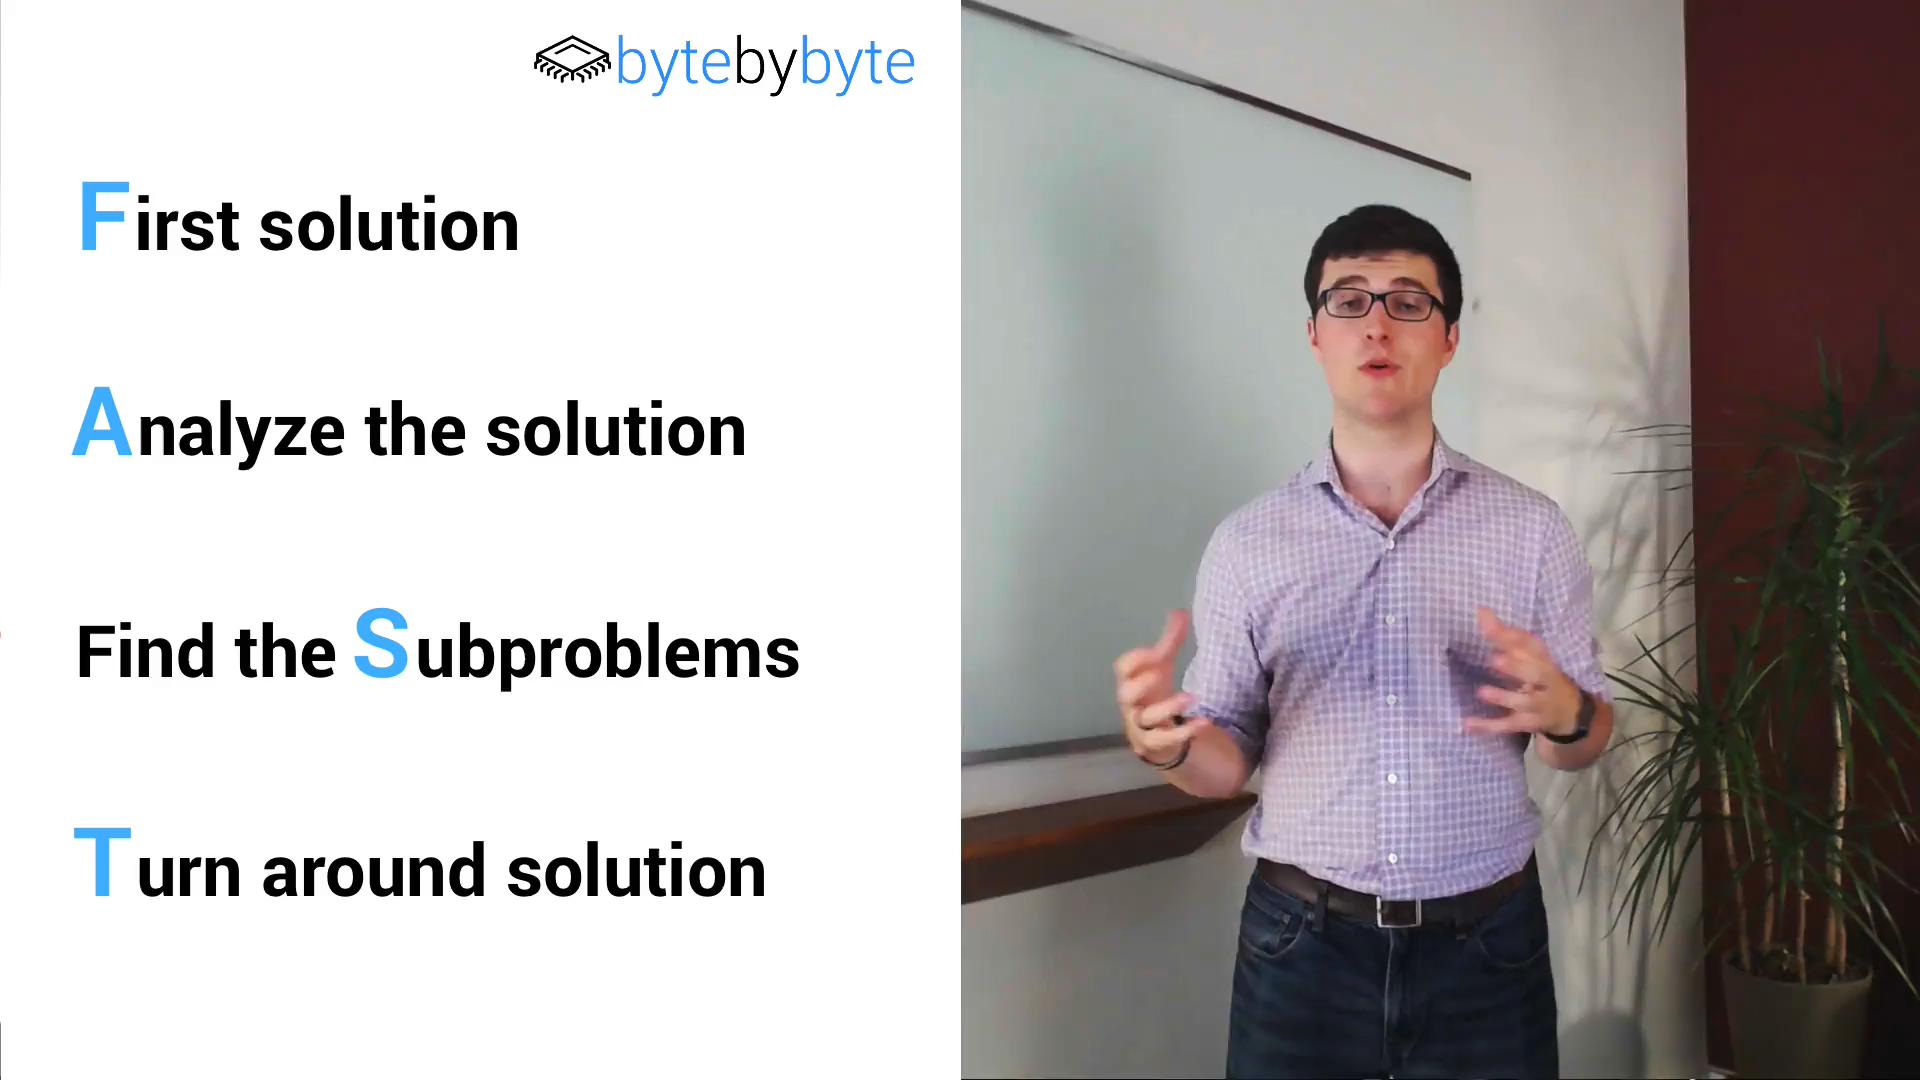 bytebybyte
First solution
Analyze the solution
Find the Subproblems
Turn around solution